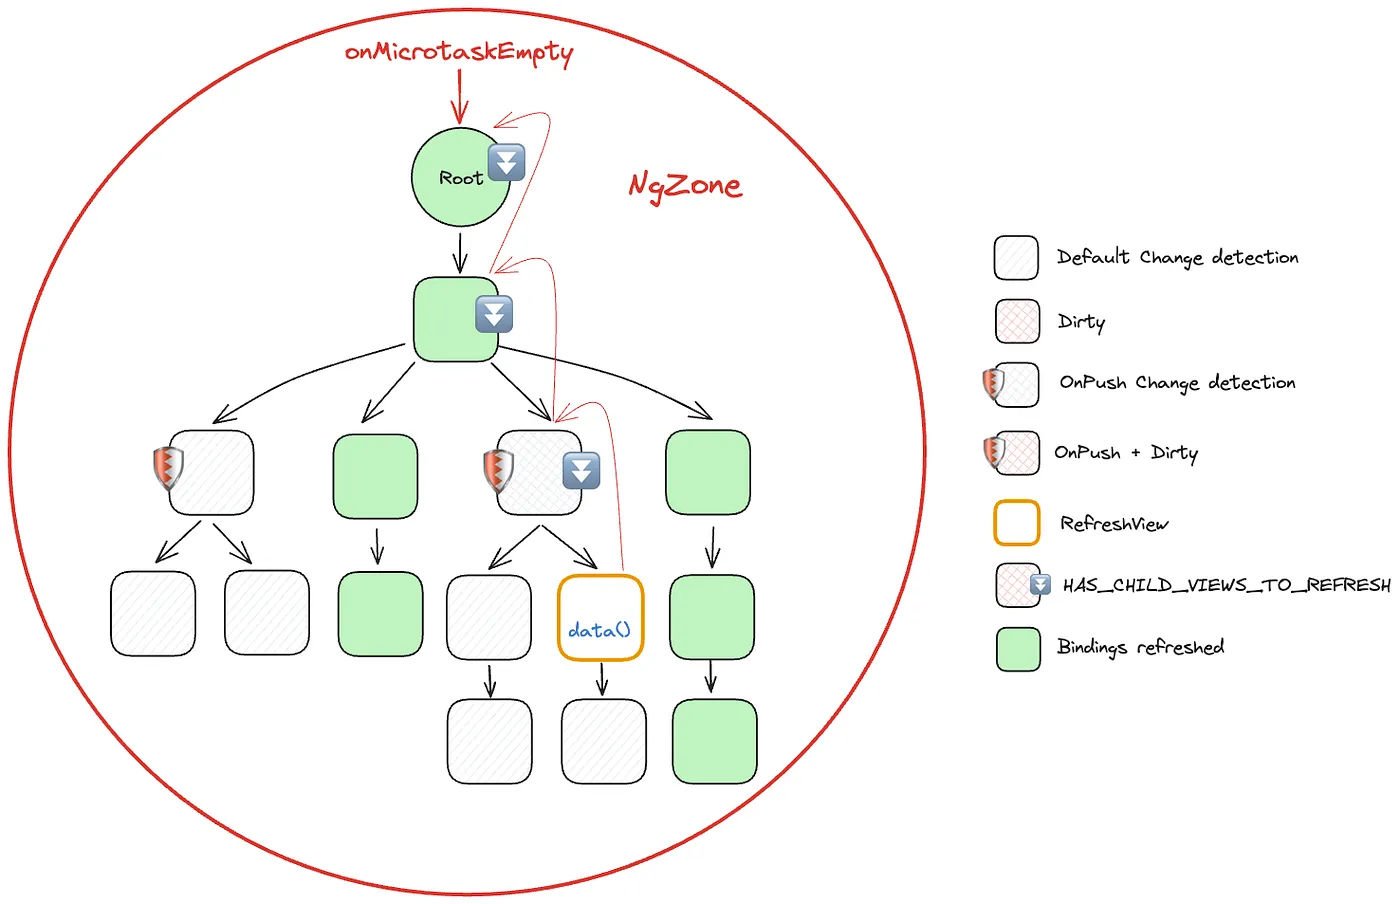 onMicrotaskEmpty
Root
NgZone
data()
Default Change detection
Dirty
OnPush Change detection
OnPush + Dirty
RefreshView
HAS_CHILD_VIEWS_TO_REFRESH
Bindings refreshed